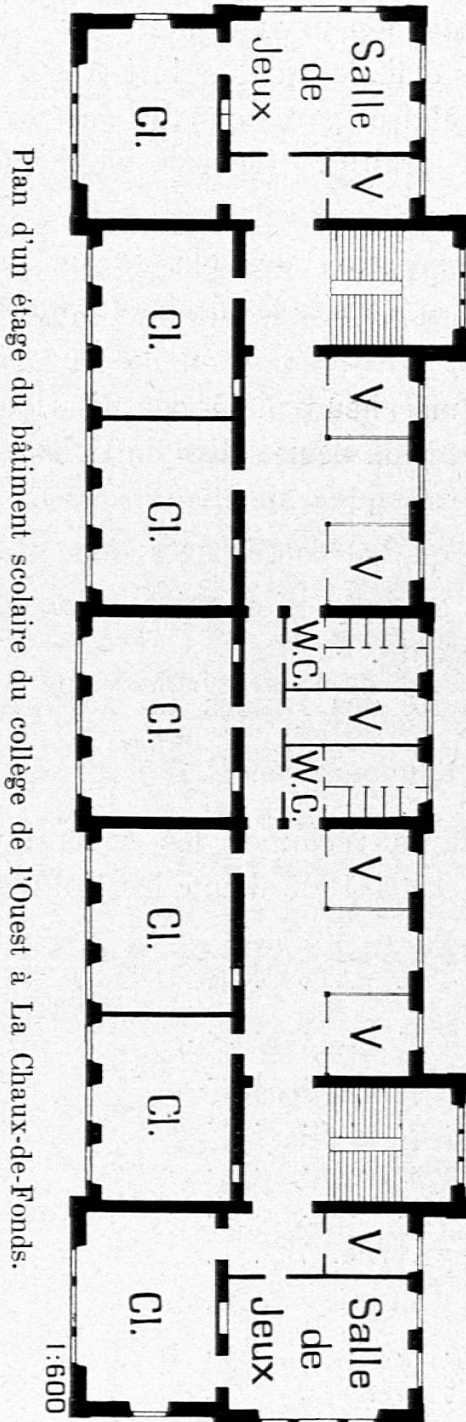 Salle
de
Jeux
V
V
V
W.C.
V
W.C.
V
V
V
Salle
de
Jeux
Cl.
Cl.
Cl.
Cl.
Cl.
Cl.
Cl.
1:600
Plan d'un étage du bâtiment scolaire du collège de l'Ouest à La Chaux-de-Fonds.